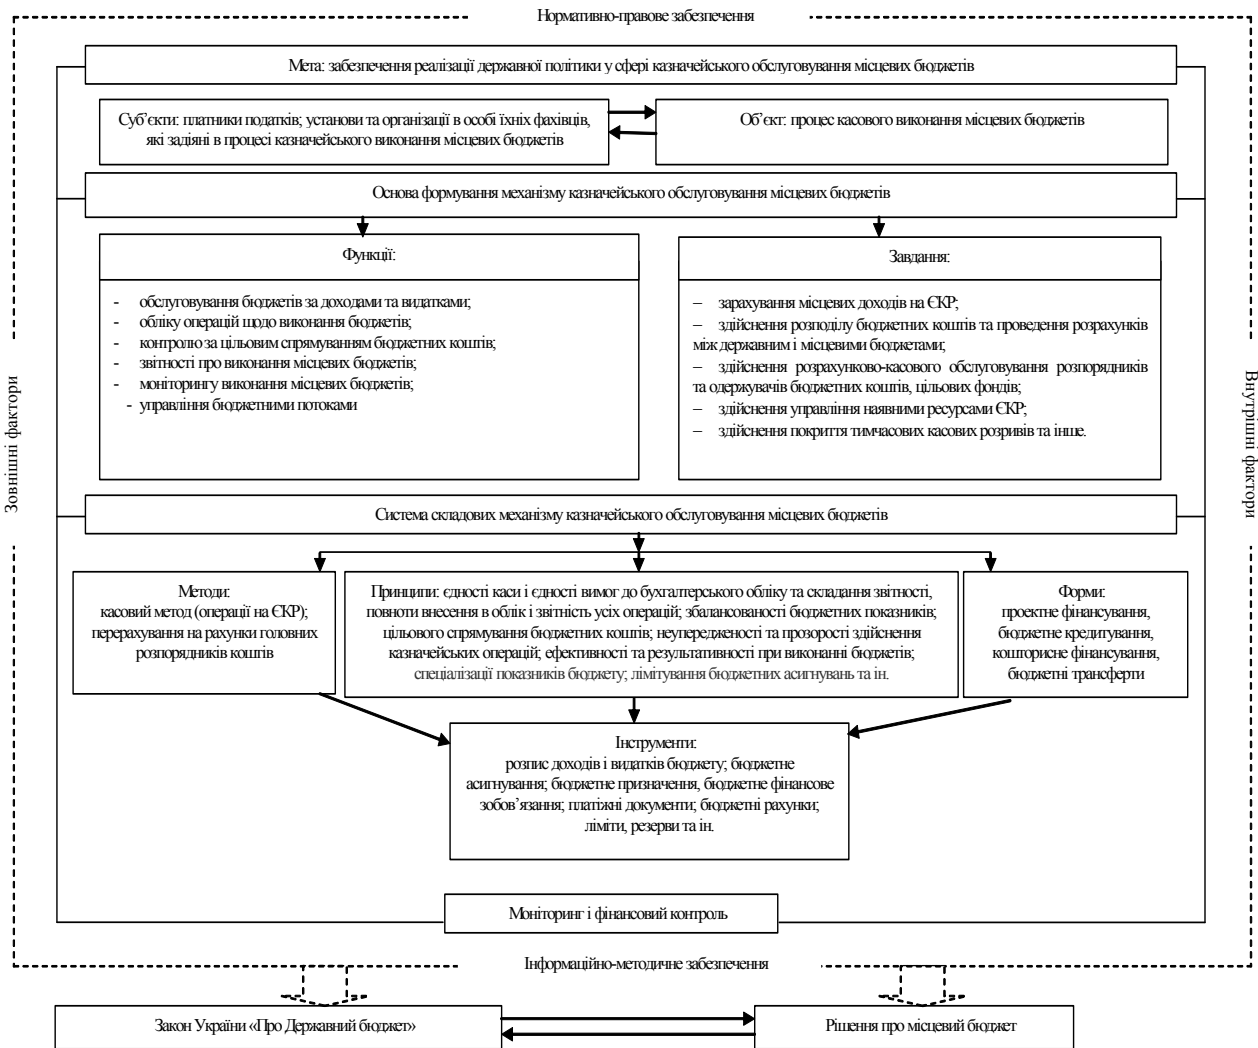 Нормативно-правове забезпечення
Мета: забезпечення реалізації державної політики у сфері казначейського обслуговування місцевих бюджетів
Суб’єкти: платники податків; установи та організації в особі їхніх фахівців,
які задіяні в процесі казначейського виконання місцевих бюджетів
Об’єкт: процес касового виконання місцевих бюджетів
Основа формування механізму казначейського обслуговування місцевих бюджетів
Функції:
- обслуговування бюджетів за доходами та видатками;
- обліку операцій щодо виконання бюджетів;
- контролю за цільовим спрямуванням бюджетних коштів;
- звітності про виконання місцевих бюджетів;
- моніторингу виконання місцевих бюджетів;
- управління бюджетними потоками
Завдання:
– зарахування місцевих доходів на ЄКР;
– здійснення розподілу бюджетних коштів та проведення розрахунків
між державним і місцевими бюджетами;
– здійснення розрахунково-касового обслуговування розпорядників
та одержувачів бюджетних коштів, цільових фондів;
– здійснення управління наявними ресурсами ЄКР;
– здійснення покриття тимчасових касових розривів та інше.
Зовнішні фактори
Внутрішні фактори
Система складових механізму казначейського обслуговування місцевих бюджетів
Методи:
касовий метод (операції на ЄКР);
перерахування на рахунки головних
розпорядників коштів
Принципи: єдності каси і єдності вимог до бухгалтерського обліку та складання звітності,
повноти внесення в облік і звітність усіх операцій; збалансованості бюджетних показників;
цільового спрямування бюджетних коштів; неупередженості та прозорості здійснення
казначейських операцій; ефективності та результативності при виконанні бюджетів;
спеціалізації показників бюджету; лімітування бюджетних асигнувань та ін.
Форми:
проектне фінансування,
бюджетне кредитування,
кошторисне фінансування,
бюджетні трансферти
Інструменти:
розпис доходів і видатків бюджету; бюджетне
асигнування; бюджетне призначення, бюджетне фінансове
зобов’язання; платіжні документи; бюджетні рахунки;
ліміти, резерви та ін.
Моніторинг і фінансовий контроль
Інформаційно-методичне забезпечення
Закон України «Про Державний бюджет»
Рішення про місцевий бюджет